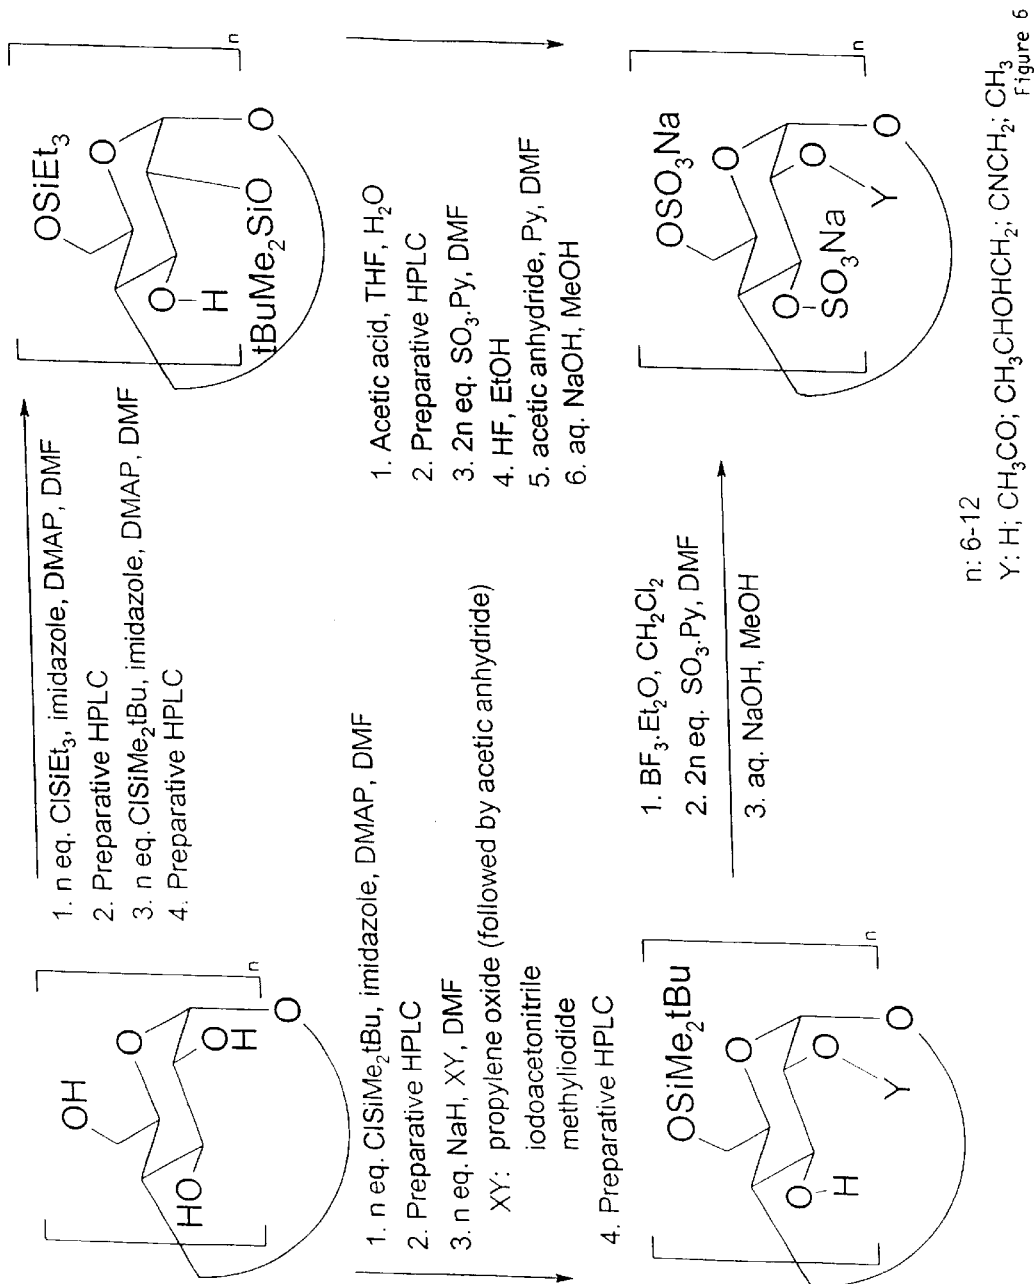 OH
O
HO
O
H
O
n
1. n eq. ClSiEt3, imidazole, DMAP, DMF
2. Preparative HPLC
3. n eq. ClSiMe2tBu, imidazole, DMAP, DMF
4. Preparative HPLC
OSiEt3
O
O
H
tBuMe2SiO
O
n
1. n eq. ClSiMe2tBu, imidazole, DMAP, DMF
2. Preparative HPLC
3. n eq. NaH, XY, DMF
XY: propylene oxide (followed by acetic anhydride)
iodoacetonitrile
methyliodide
4. Preparative HPLC
1. Acetic acid, THF, H2O
2. Preparative HPLC
3. 2n eq. SO3.Py, DMF
4. HF, EtOH
5. acetic anhydride, Py, DMF
6. aq. NaOH, MeOH
OSiMe2tBu
O
O
H
O
Y
O
n
1. BF3.Et2O, CH2Cl2
2. 2n eq. SO3.Py, DMF
3. aq. NaOH, MeOH
OSO3Na
O
O
SO3Na
O
Y
O
n
n: 6-12
Y: H; CH3CO; CH3CHOHCH2; CNCH2; CH3
Figure 6